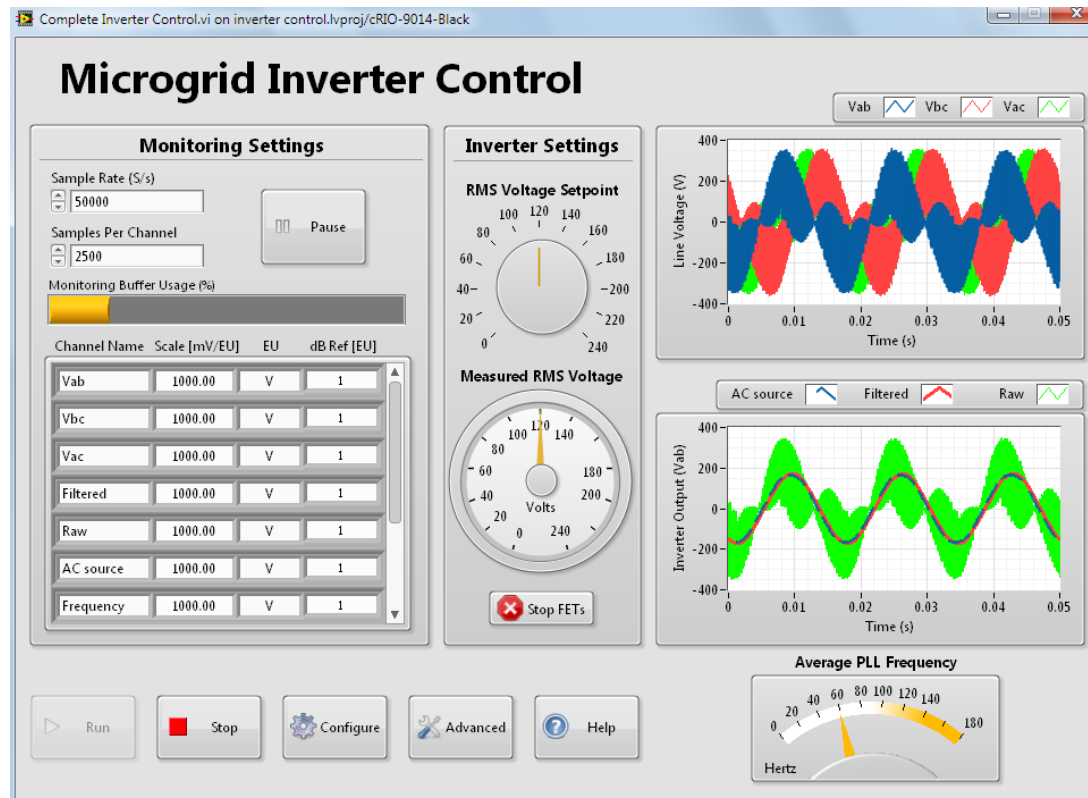 Complete Inverter Control.vi on inverter control.lvproj/cRIO-9014-Black
Microgrid Inverter Control
Monitoring Settings
Sample Rate (S/s)
50000
Samples Per Channel
2500
Pause
Monitoring Buffer Usage (%)
Channel Name Scale [mV/EU] EU dB Ref [EU]
Vab 1000.00 V 1
Vbc 1000.00 V 1
Vac 1000.00 V 1
Filtered 1000.00 V 1
Raw 1000.00 V 1
AC source 1000.00 V 1
Frequency 1000.00 V 1
Inverter Settings
RMS Voltage Setpoint
0 20 40 60 80 100 120 140 160 180 200 220 240
Measured RMS Voltage
0 20 40 60 80 100 120 140 180 200 240
Volts
Stop FETs
Vab Vbc Vac
Line Voltage (V)
400
200
0
-200
-400
0 0.01 0.02 0.03 0.04 0.05
Time (s)
AC source Filtered Raw
Inverter Output (Vab)
400
200
0
-200
-400
0 0.01 0.02 0.03 0.04 0.05
Time (s)
Average PLL Frequency
0 20 40 60 80 100 120 140 180
Hertz
Run
Stop
Configure
Advanced
Help